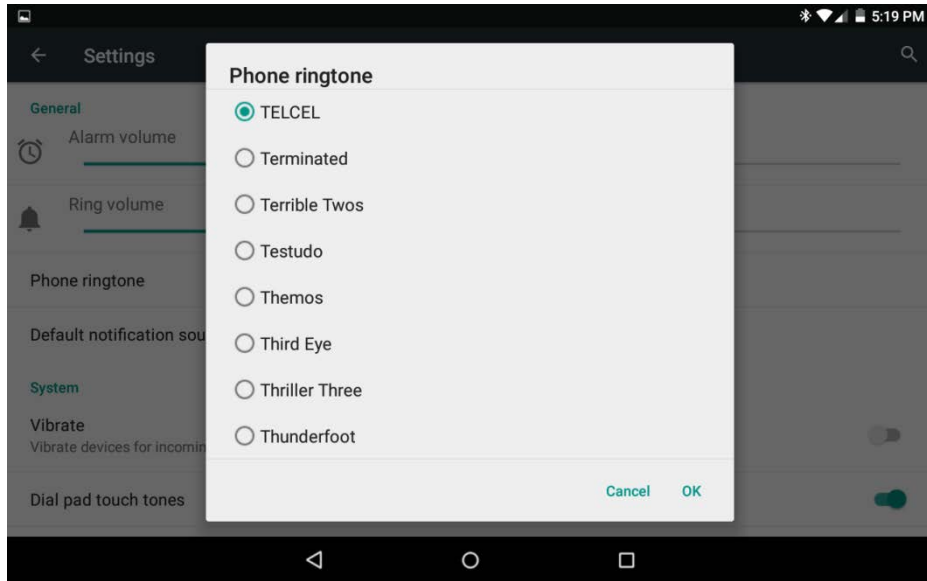 5:19 PM
Settings
Phone ringtone
General
TELCEL
Alarm volume
Terminated
Ring volume
Terrible Twos
Testudo
Phone ringtone
Themos
Default notification sou
Third Eye
System
Thriller Three
Vibrate
Thunderfoot
Vibrate devices for incomin
Cancel OK
Dial pad touch tones